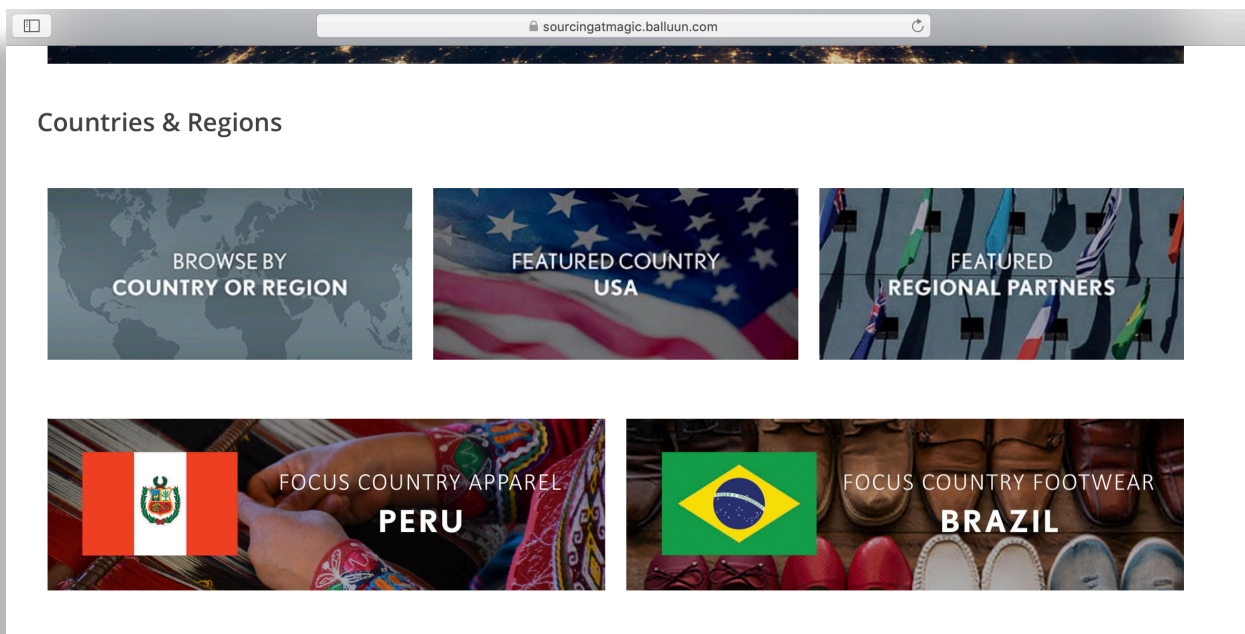 sourcingatmagic.balluun.com
Countries & Regions
BROWSE BY
COUNTRY OR REGION
FEATURED COUNTRY
USA
FEATURED
REGIONAL PARTNERS
FOCUS COUNTRY APPAREL
PERU
FOCUS COUNTRY FOOTWEAR
BRAZIL